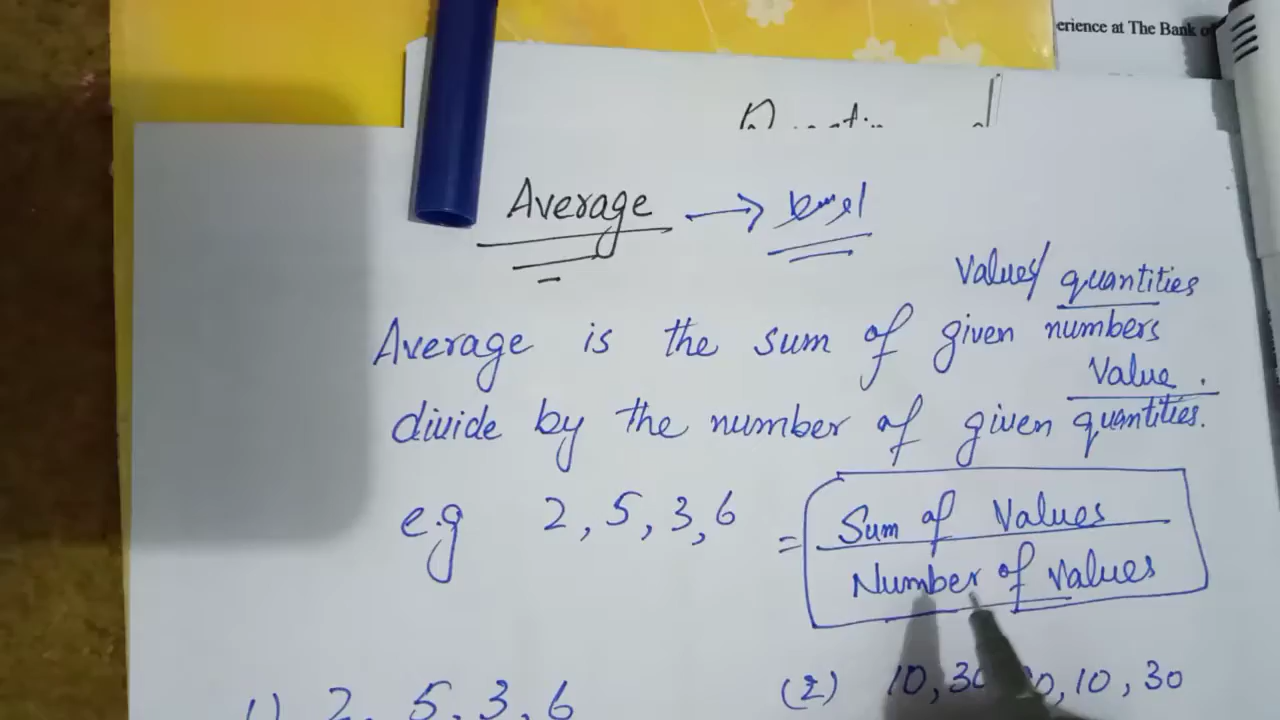 erience at The Bank
Average → اوسط
Values/ quantities
Average is the sum of given numbers
Value.
divide by the number of given quantities.
e.g 2, 5, 3, 6 = Sum of Values
Number of values
1) 2, 5, 3, 6
(2) 10, 30 0, 10, 30